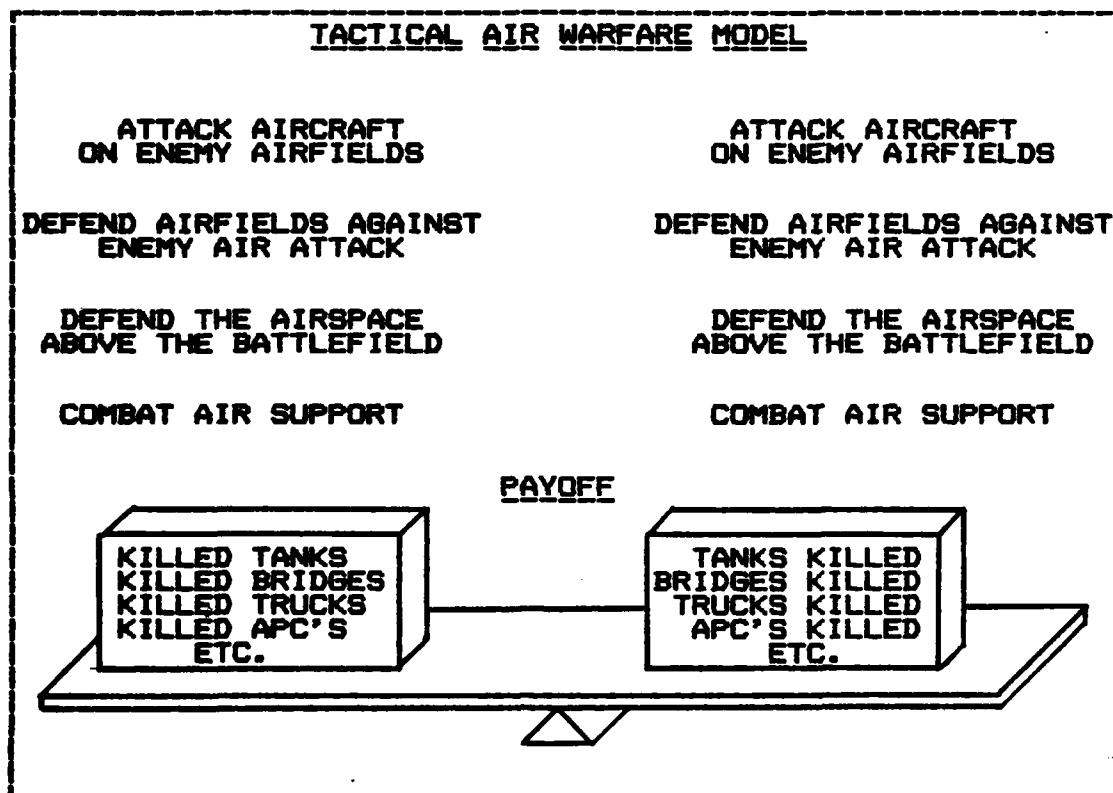 TACTICAL AIR WARFARE MODEL
ATTACK AIRCRAFT
ON ENEMY AIRFIELDS
DEFEND AIRFIELDS AGAINST
ENEMY AIR ATTACK
DEFEND THE AIRSPACE
ABOVE THE BATTLEFIELD
COMBAT AIR SUPPORT
ATTACK AIRCRAFT
ON ENEMY AIRFIELDS
DEFEND AIRFIELDS AGAINST
ENEMY AIR ATTACK
DEFEND THE AIRSPACE
ABOVE THE BATTLEFIELD
COMBAT AIR SUPPORT
PAYOFF
KILLED TANKS
KILLED BRIDGES
KILLED TRUCKS
KILLED APC'S
ETC.
TANKS KILLED
BRIDGES KILLED
TRUCKS KILLED
APC'S KILLED
ETC.